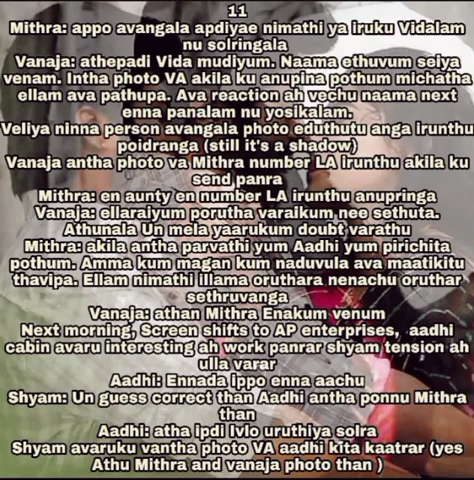 11
Mithra: appo avangala apdiyae nimathi ya iruku Vidalam
nu solringala
Vanaja: athepadi Vida mudiyum. Naama ethuvum seiya
venam. Intha photo VA akila ku anupina pothum michatha
ellam ava pathupa. Ava reaction ah vechu naama next
enna panalam nu yosikalam.
Veliya ninna person avangala photo eduthutu anga irunthu
poidranga (still it's a shadow)
Vanaja antha photo va Mithra number LA irunthu akila ku
send panra
Mithra: en aunty en number LA irunthu anupringa
Vanaja: ellaraiyum porutha varaikum nee sethuta.
Athunala Un mela yaarukum doubt varathu
Mithra: akila antha parvathi yum Aadhi yum pirichita
pothum. Amma kum magan kum naduvula ava maatikitu
thavipa. Ellam nimathi illama oruthara nenachu oruthar
sethruvanga
Vanaja: athan Mithra Enakum venum
Next morning, Screen shifts to AP enterprises, aadhi
cabin avaru interesting ah work panrar shyam tension ah
ulla varar
Aadhi: Ennada ippo enna aachu
Shyam: Un guess correct than Aadhi antha ponnu Mithra
than
Aadhi: atha ipdi Ivlo uruthiya solra
Shyam avaruku vantha photo VA aadhi kita kaatrar (yes
Athu Mithra and vanaja photo than )